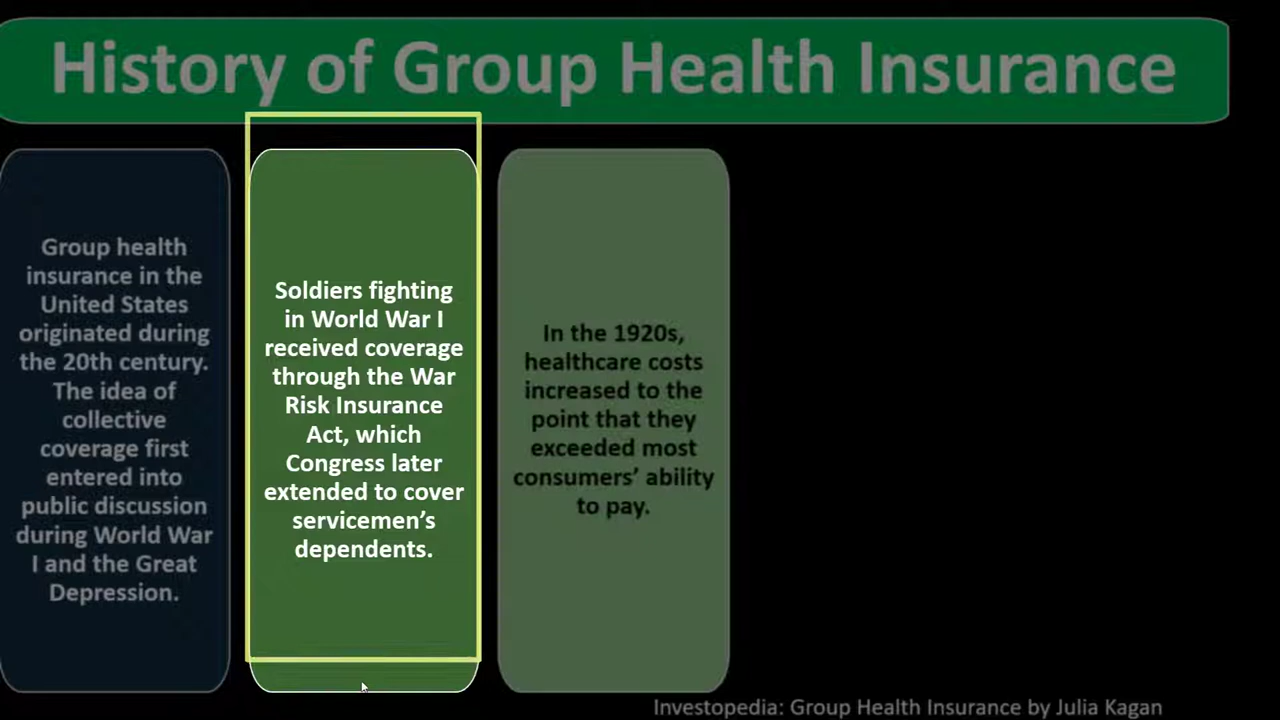 History of Group Health Insurance
Group health
insurance in the
United States
originated during
the 20th century.
The idea of
collective
coverage first
entered into
public discussion
during World War
I and the Great
Depression.
Soldiers fighting
in World War I
received coverage
through the War
Risk Insurance
Act, which
Congress later
extended to cover
servicemen’s
dependents.
In the 1920s,
healthcare costs
increased to the
point that they
exceeded most
consumers’ ability
to pay.
Investopedia: Group Health Insurance by Julia Kagan